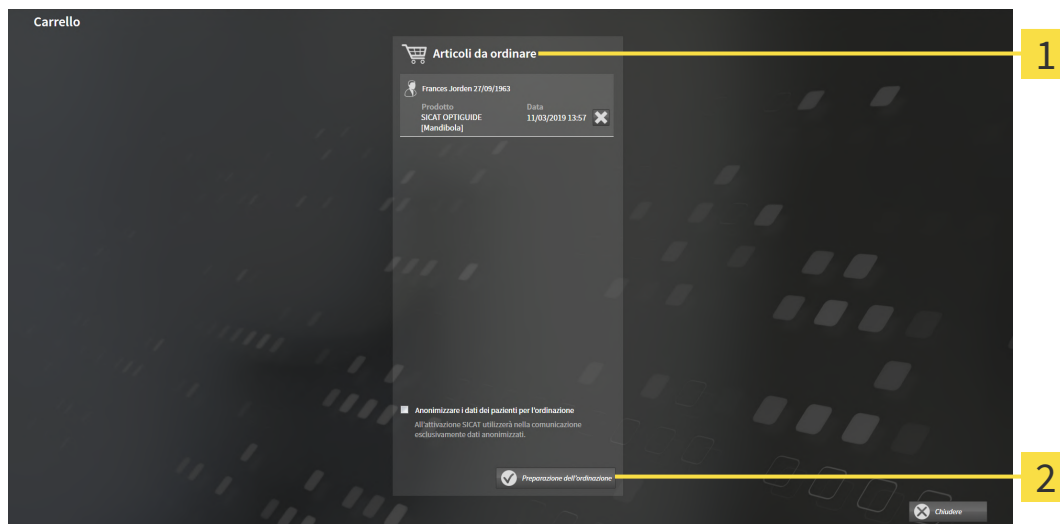 Carrello
Articoli da ordinare
1
Frances Jorden 27/09/1963
Prodotto
Data
SICAT OPTIGUIDE
11/03/2019 13:57
[Mandibola]
Anonimizzare i dati dei pazienti per l'ordinazione
All'attivazione SICAT utilizzerà nella comunicazione
esclusivamente dati anonimizzati.
Preparazione dell'ordinazione
2
Chiudere